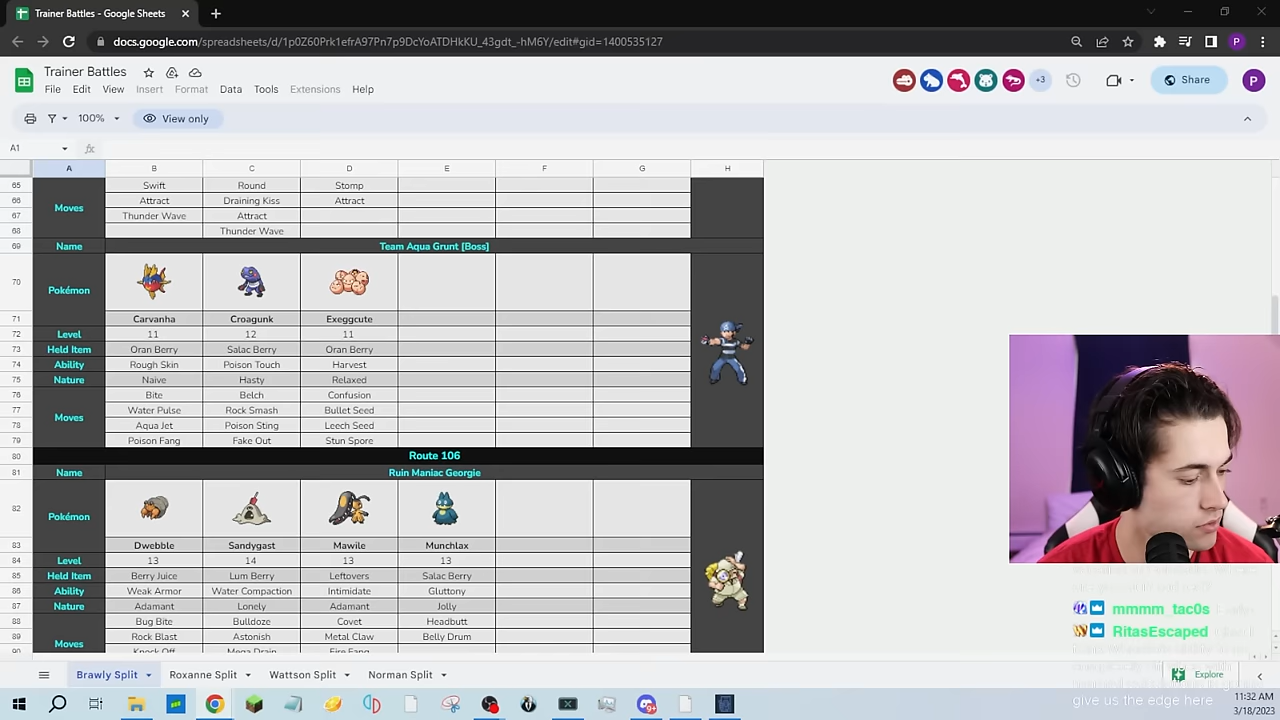 Trainer Battles - Google Sheets
docs.google.com/spreadsheets/d/1p0Z60Prk1efrA97Pn7p9DcYoATDHkKU_43gdt_-hM6Y/edit#gid=1400535127
P
Trainer Battles
File Edit View Insert Format Data Tools Extensions Help
+3
Share
P
100%
View only
A1
fx
A B C D E F G H
65 Swift Round Stomp
66 Moves Attract Draining Kiss Attract
67 Thunder Wave Attract
68 Thunder Wave
69 Name Team Aqua Grunt [Boss]
70 Pokémon
71 Carvanha Croagunk Exeggcute
72 Level 11 12 11
73 Held Item Oran Berry Salac Berry Oran Berry
74 Ability Rough Skin Poison Touch Harvest
75 Nature Naive Hasty Relaxed
76 Bite Belch Confusion
77 Moves Water Pulse Rock Smash Bullet Seed
78 Aqua Jet Poison Sting Leech Seed
79 Poison Fang Fake Out Stun Spore
80 Route 106
81 Name Ruin Maniac Georgie
82 Pokémon
83 Dwebble Sandygast Mawile Munchlax
84 Level 13 14 13 13
85 Held Item Berry Juice Lum Berry Leftovers Salac Berry
86 Ability Weak Armor Water Compaction Intimidate Gluttony
87 Nature Adamant Lonely Adamant Jolly
88 Bug Bite Bulldoze Covet Headbutt
89 Moves Rock Blast Astonish Metal Claw Belly Drum
90 Knock Off Mega Drain Fire Fang
mmmm_tac0s
RitasEscaped
give us the edge here
Brawly Split Roxanne Split Wattson Split Norman Split
Explore
11:32 AM
3/18/2023